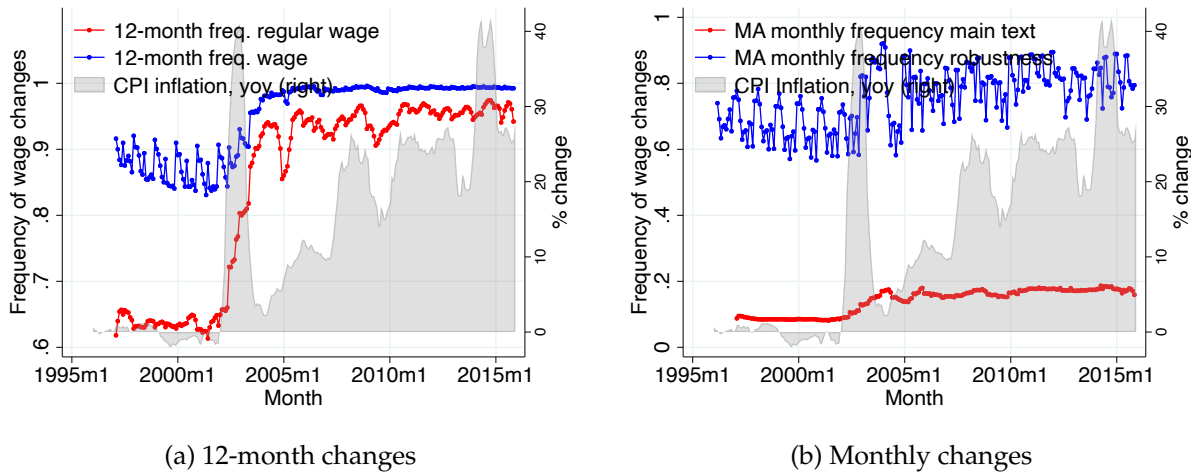 12-month freq. regular wage
12-month freq. wage
CPI inflation, yoy (right)
Frequency of wage changes
.6 .7 .8 .9 1
0 10 20 30 40
% change
1995m1 2000m1 2005m1 2010m1 2015m1
Month
(a) 12-month changes
MA monthly frequency main text
MA monthly frequency robustness
CPI Inflation, yoy (right)
Frequency of wage changes
0 .2 .4 .6 .8 1
0 10 20 30 40
% change
1995m1 2000m1 2005m1 2010m1 2015m1
Month
(b) Monthly changes